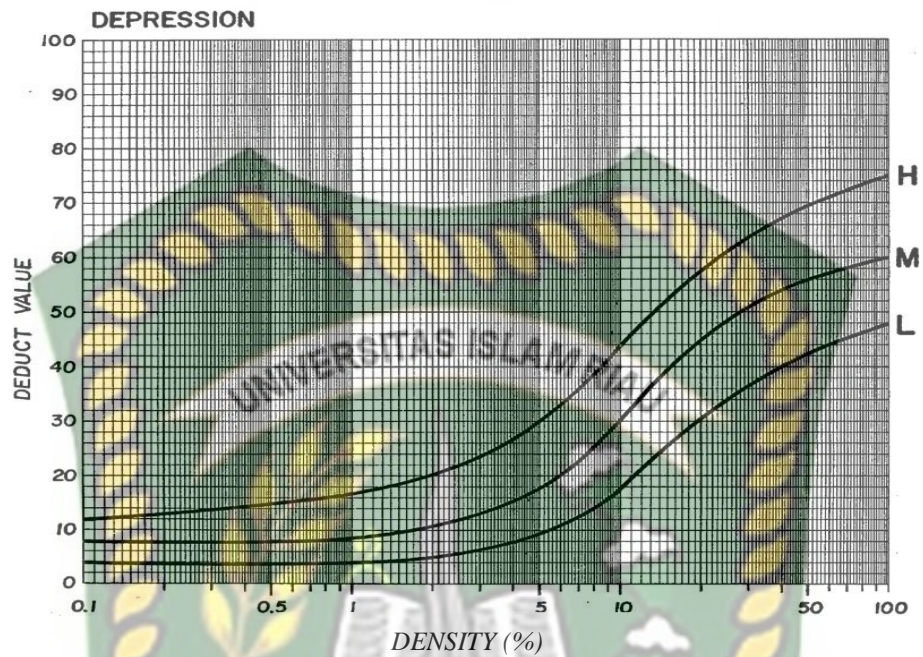 DEPRESSION
100
90
80
70
60
50
40
30
20
10
0
DEDUCT VALUE
H
M
L
UNIVERSITAS ISLAM RIAU
0.1 0.5 1 5 10 50 100
DENSITY (%)